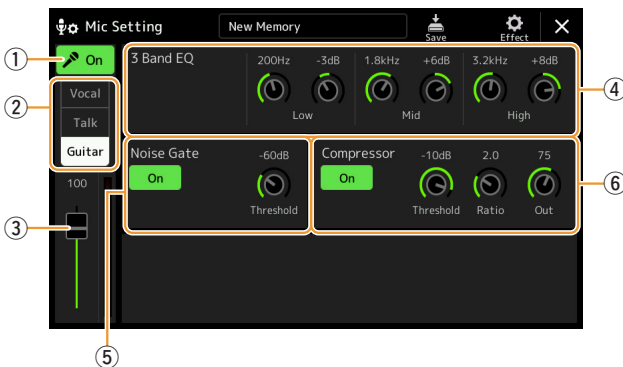 Mic Setting New Memory Save Effect
① On
② Vocal
Talk
Guitar
100
③
3 Band EQ 200Hz -3dB 1.8kHz +6dB 3.2kHz +8dB
Low Mid High
④
Noise Gate -60dB
On
Threshold
⑤
Compressor -10dB 2.0 75
On
Threshold Ratio Out
⑥